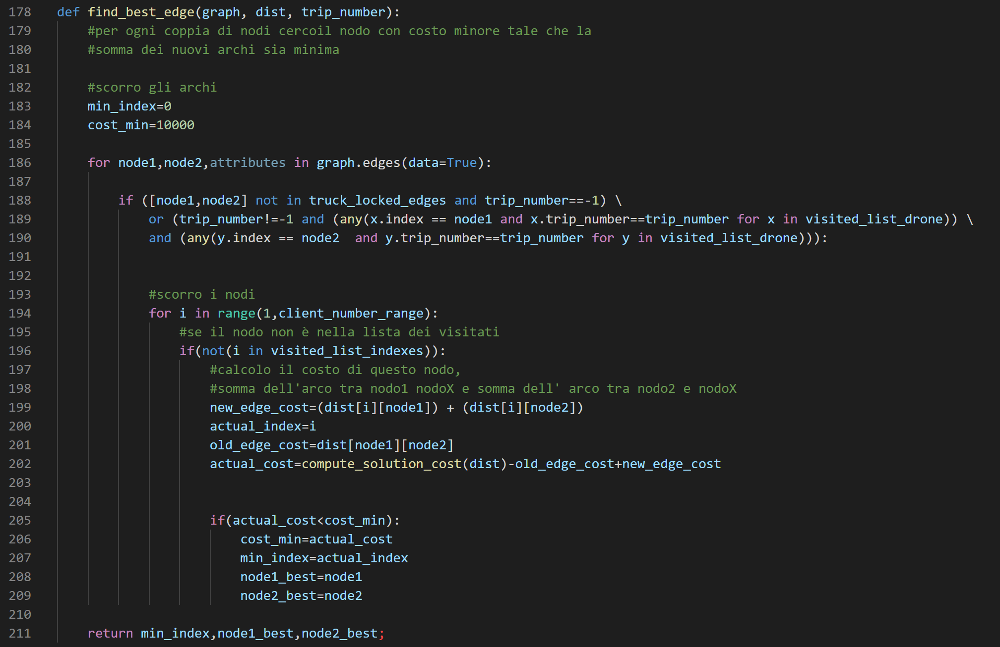 178 def find_best_edge(graph, dist, trip_number):
179     #per ogni coppia di nodi cercoil nodo con costo minore tale che la
180     #somma dei nuovi archi sia minima
181
182     #scorro gli archi
183     min_index=0
184     cost_min=10000
185
186     for node1,node2,attributes in graph.edges(data=True):
187
188         if ([node1,node2] not in truck_locked_edges and trip_number==-1) \
189             or (trip_number!=-1 and (any(x.index == node1 and x.trip_number==trip_number for x in visited_list_drone)) \
190             and (any(y.index == node2  and y.trip_number==trip_number for y in visited_list_drone))):
191
192
193             #scorro i nodi
194             for i in range(1,client_number_range):
195                 #se il nodo non è nella lista dei visitati
196                 if(not(i in visited_list_indexes)):
197                     #calcolo il costo di questo nodo,
198                     #somma dell'arco tra nodo1 nodoX e somma dell' arco tra nodo2 e nodoX
199                     new_edge_cost=(dist[i][node1]) + (dist[i][node2])
200                     actual_index=i
201                     old_edge_cost=dist[node1][node2]
202                     actual_cost=compute_solution_cost(dist)-old_edge_cost+new_edge_cost
203
204
205                     if(actual_cost<cost_min):
206                         cost_min=actual_cost
207                         min_index=actual_index
208                         node1_best=node1
209                         node2_best=node2
210
211     return min_index,node1_best,node2_best;